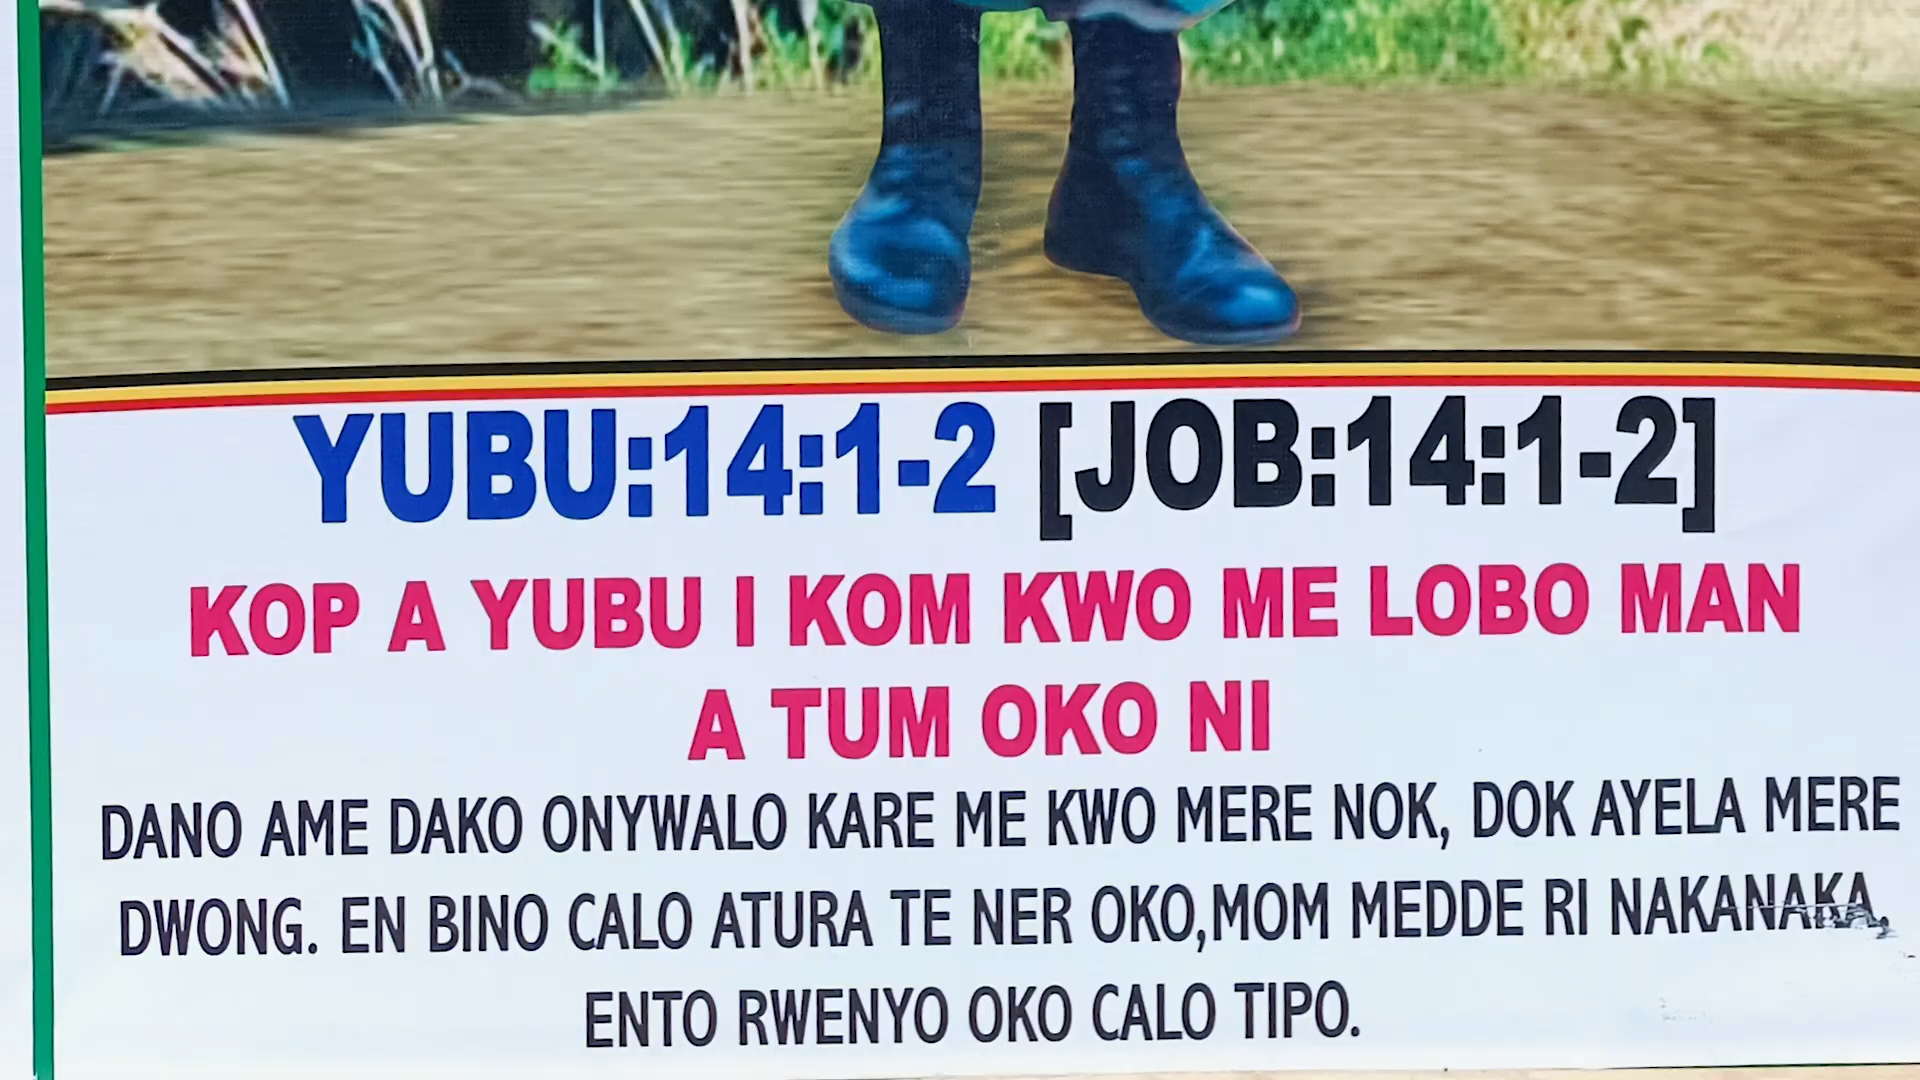 YUBU:14:1-2 [JOB:14:1-2]
KOP A YUBU I KOM KWO ME LOBO MAN
A TUM OKO NI
DANO AME DAKO ONYWALO KARE ME KWO MERE NOK, DOK AYELA MERE
DWONG. EN BINO CALO ATURA TE NER OKO,MOM MEDDE RI NAKANAKA,
ENTO RWENYO OKO CALO TIPO.